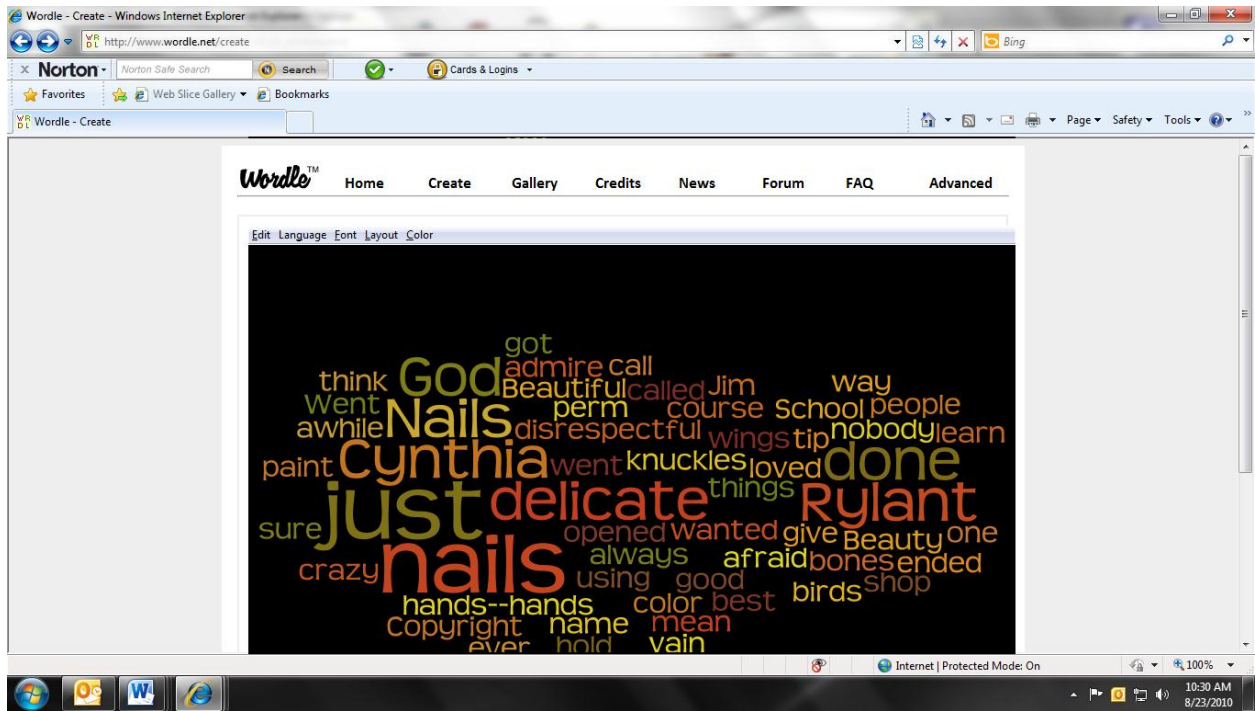 Wordle - Create - Windows Internet Explorer
http://www.wordle.net/create
Bing
x Norton
Norton Safe Search
Search
Cards & Logins
Favorites
Web Slice Gallery
Bookmarks
Wordle - Create
Page
Safety
Tools
Wordle™
Home
Create
Gallery
Credits
News
Forum
FAQ
Advanced
Edit Language Font Layout Color
got
think God admire call
Beautiful called Jim way
Went Nails perm course School people
awhile disrespectful wings tip nobody learn
paint Cynthia went knuckles loved done
just delicate things Rylant
sure opened wanted give Beauty one
crazy nails always afraid bones ended
using good birds shop
hands--hands color best
Copyright name mean
ever hold vain
Internet | Protected Mode: On
100%
10:30 AM
8/23/2010